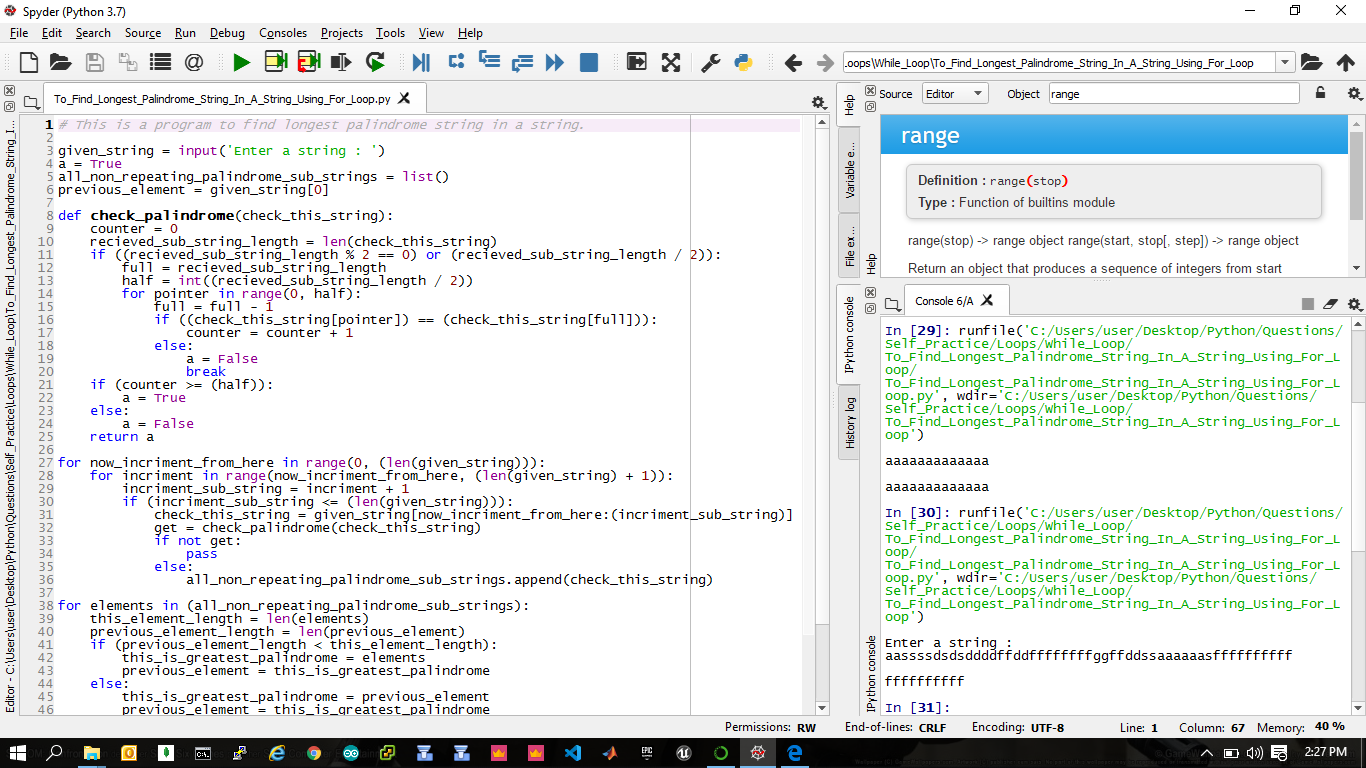 Spyder (Python 3.7)
File Edit Search Source Run Debug Consoles Projects Tools View Help
.oops\While_Loop\To_Find_Longest_Palindrome_String_In_A_String_Using_For_Loop
To_Find_Longest_Palindrome_String_In_A_String_Using_For_Loop.py
Editor - C:\Users\user\Desktop\Python\Questions\Self_Practice\Loops\While_Loop\To_Find_Longest_Palindrome_String_In_A_String_Using_For_Loop\To_Find_Longest_Palindrome_String_I...
1 # This is a program to find longest palindrome string in a string.
2
3 given_string = input('Enter a string : ')
4 a = True
5 all_non_repeating_palindrome_sub_strings = list()
6 previous_element = given_string[0]
7
8 def check_palindrome(check_this_string):
9     counter = 0
10     recieved_sub_string_length = len(check_this_string)
11     if ((recieved_sub_string_length % 2 == 0) or (recieved_sub_string_length / 2)):
12         full = recieved_sub_string_length
13         half = int((recieved_sub_string_length / 2))
14         for pointer in range(0, half):
15             full = full - 1
16             if ((check_this_string[pointer]) == (check_this_string[full])):
17                 counter = counter + 1
18             else:
19                 a = False
20                 break
21     if (counter >= (half)):
22         a = True
23     else:
24         a = False
25     return a
26
27 for now_incriment_from_here in range(0, (len(given_string))):
28     for incriment in range(now_incriment_from_here, (len(given_string) + 1)):
29         incriment_sub_string = incriment + 1
30         if (incriment_sub_string <= (len(given_string))):
31             check_this_string = given_string[now_incriment_from_here:(incriment_sub_string)]
32             get = check_palindrome(check_this_string)
33             if not get:
34                 pass
35             else:
36                 all_non_repeating_palindrome_sub_strings.append(check_this_string)
37
38 for elements in (all_non_repeating_palindrome_sub_strings):
39     this_element_length = len(elements)
40     previous_element_length = len(previous_element)
41     if (previous_element_length < this_element_length):
42         this_is_greatest_palindrome = elements
43         previous_element = this_is_greatest_palindrome
44     else:
45         this_is_greatest_palindrome = previous_element
46         previous_element = this_is_greatest_palindrome
Help
Variable e...
File ex...
Help
Source Editor Object range
range
Definition : range(stop)
Type : Function of builtins module
range(stop) -> range object range(start, stop[, step]) -> range object
Return an object that produces a sequence of integers from start
IPython console
History log
IPython console
Console 6/A
In [29]: runfile('C:/Users/user/Desktop/Python/Questions/
Self_Practice/Loops/While_Loop/
To_Find_Longest_Palindrome_String_In_A_String_Using_For_L
oop/
To_Find_Longest_Palindrome_String_In_A_String_Using_For_L
oop.py', wdir='C:/Users/user/Desktop/Python/Questions/
Self_Practice/Loops/While_Loop/
To_Find_Longest_Palindrome_String_In_A_String_Using_For_L
oop')
aaaaaaaaaaaaa
aaaaaaaaaaaaa
In [30]: runfile('C:/Users/user/Desktop/Python/Questions/
Self_Practice/Loops/While_Loop/
To_Find_Longest_Palindrome_String_In_A_String_Using_For_L
oop/
To_Find_Longest_Palindrome_String_In_A_String_Using_For_L
oop.py', wdir='C:/Users/user/Desktop/Python/Questions/
Self_Practice/Loops/While_Loop/
To_Find_Longest_Palindrome_String_In_A_String_Using_For_L
oop')
Enter a string :
aassssdsdsddddffddffffffffggffddssaaaaaasffffffffff
ffffffffff
In [31]:
Permissions: RW End-of-lines: CRLF Encoding: UTF-8 Line: 1 Column: 67 Memory: 40 %
EPIC
2:27 PM